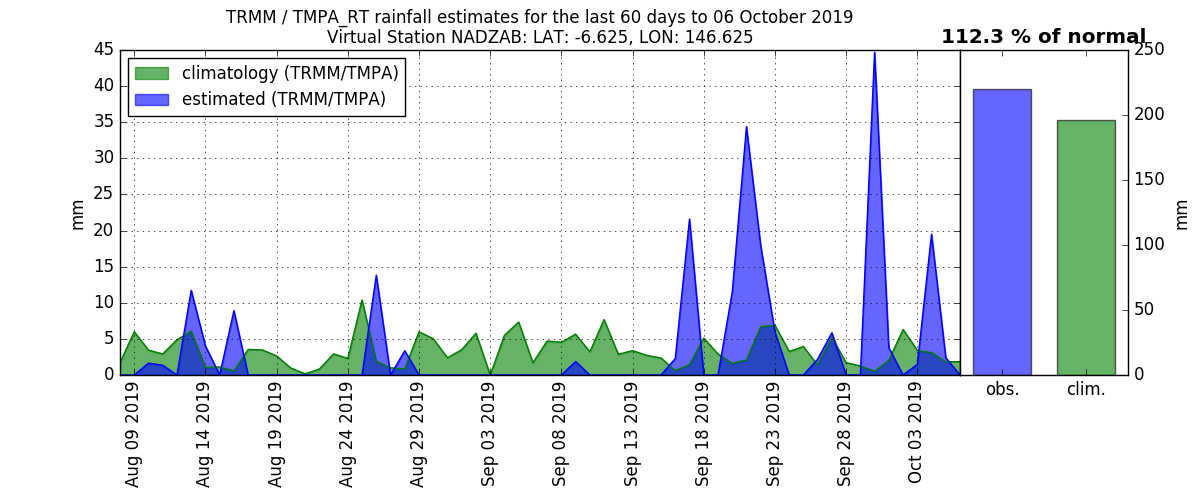 TRMM / TMPA_RT rainfall estimates for the last 60 days to 06 October 2019
Virtual Station NADZAB: LAT: -6.625, LON: 146.625
112.3 % of normal
climatology (TRMM/TMPA)
estimated (TRMM/TMPA)
mm
45
40
35
30
25
20
15
10
5
0
Aug 09 2019
Aug 14 2019
Aug 19 2019
Aug 24 2019
Aug 29 2019
Sep 03 2019
Sep 08 2019
Sep 13 2019
Sep 18 2019
Sep 23 2019
Sep 28 2019
Oct 03 2019
obs.
clim.
250
200
150
100
50
0
mm